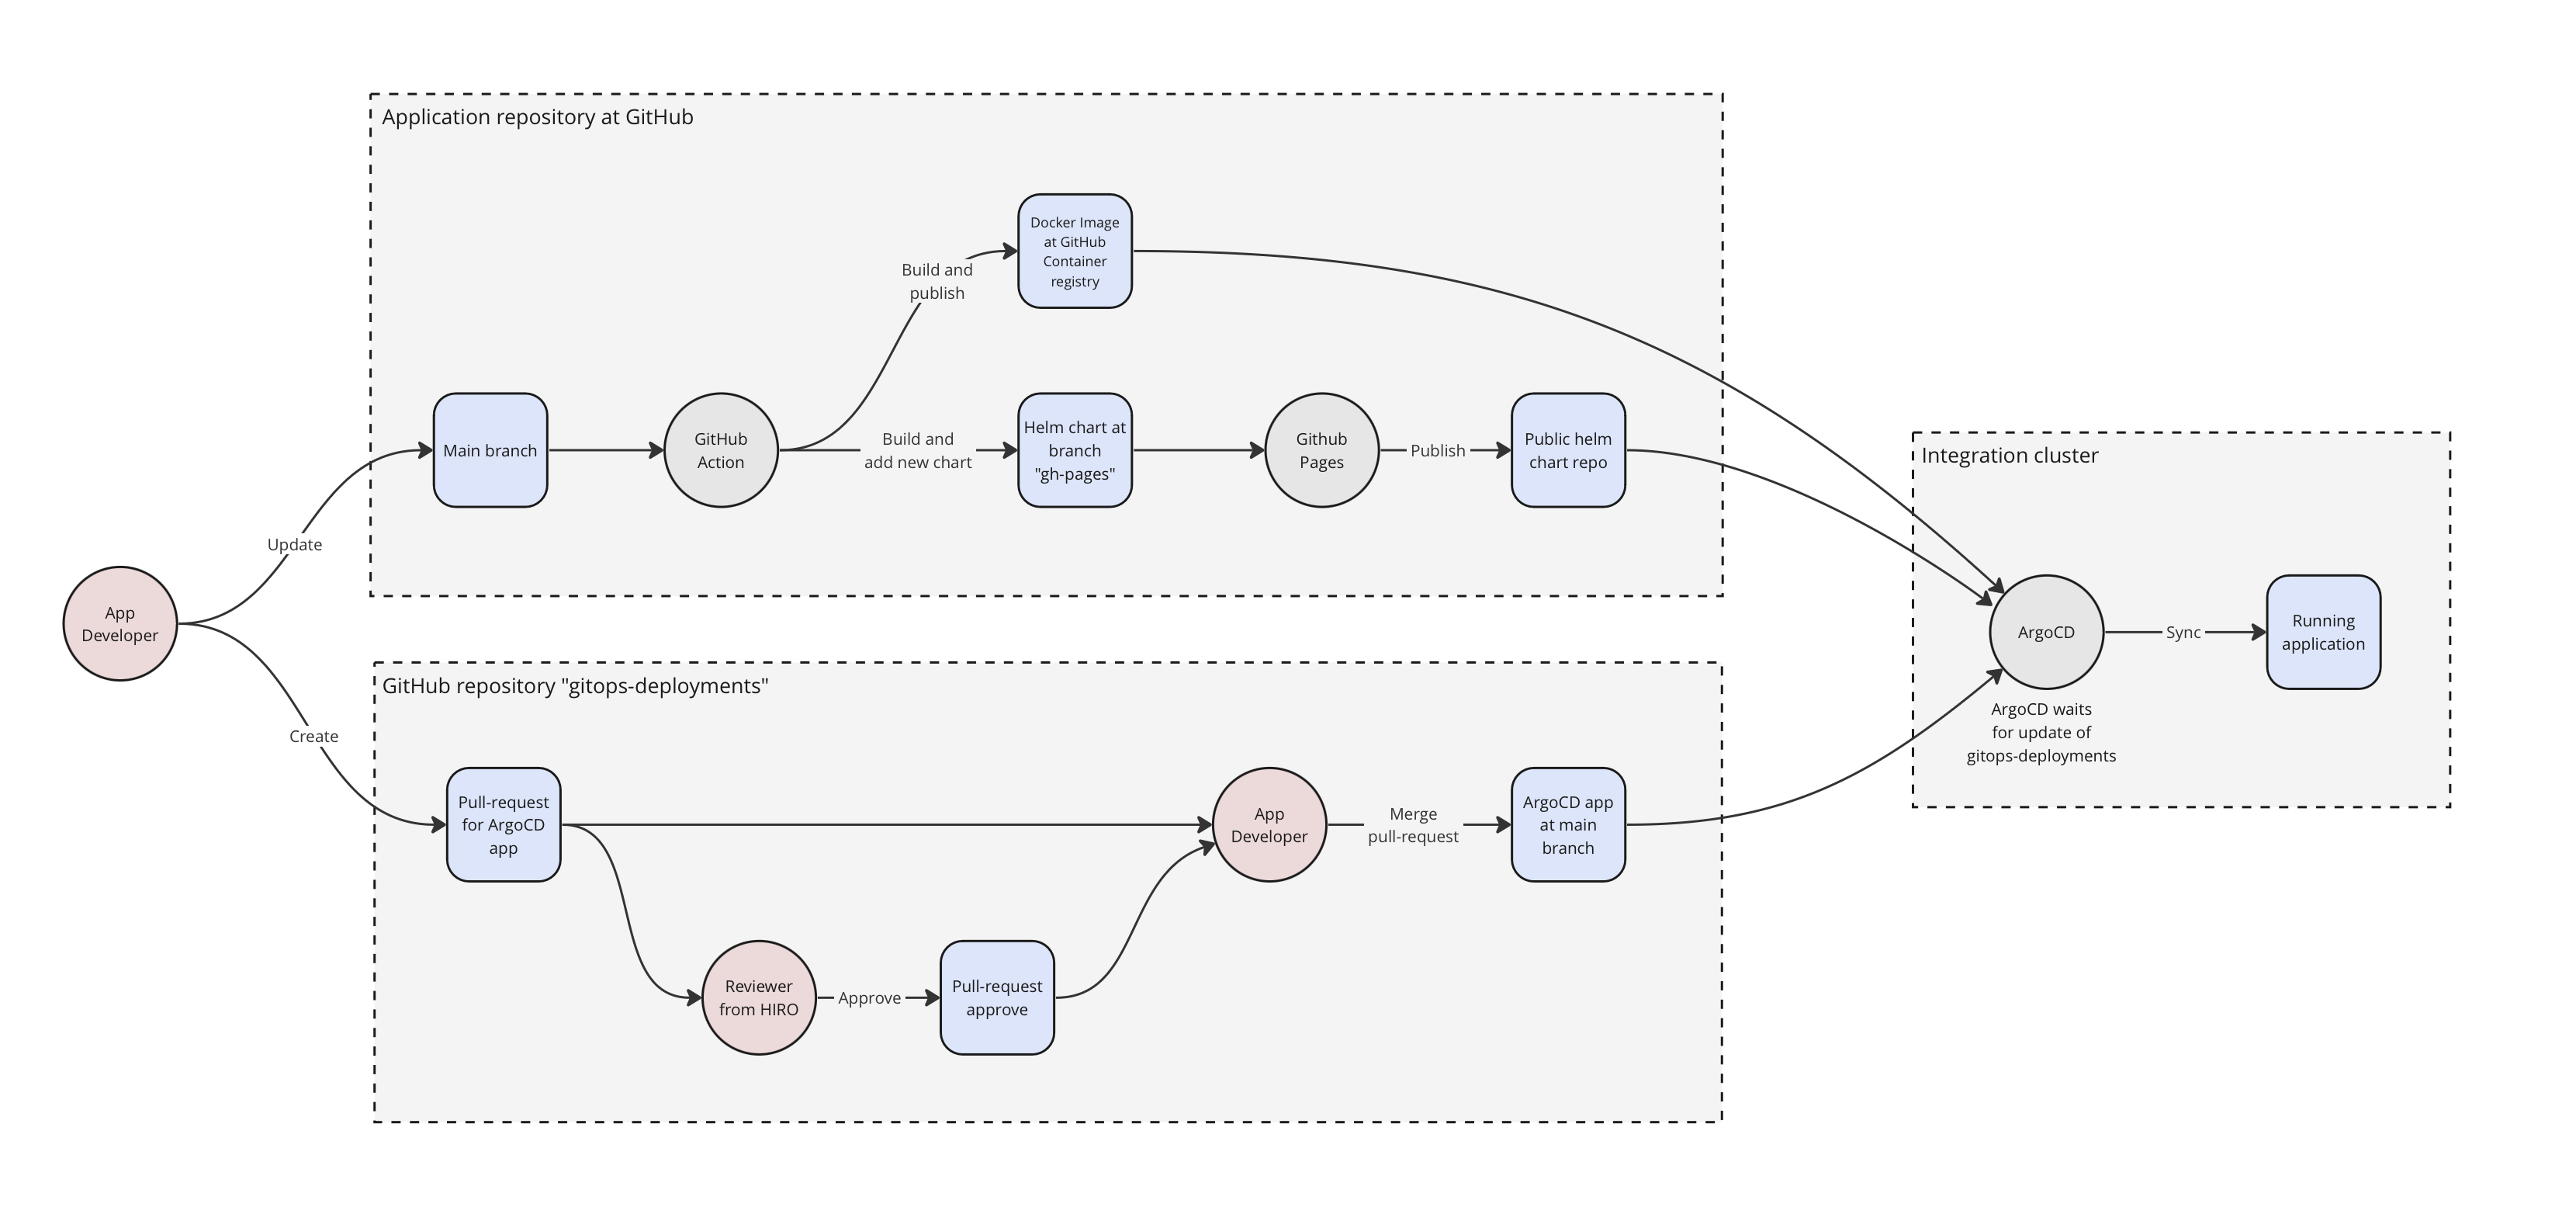 Application repository at GitHub
Docker Image
at GitHub
Container
registry
Build and
publish
Main branch
GitHub
Action
Build and
add new chart
Helm chart at
branch
"gh-pages"
Github
Pages
Publish
Public helm
chart repo
Update
App
Developer
Create
GitHub repository "gitops-deployments"
Pull-request
for ArgoCD
app
App
Developer
Merge
pull-request
ArgoCD app
at main
branch
Reviewer
from HIRO
Approve
Pull-request
approve
Integration cluster
ArgoCD
Sync
Running
application
ArgoCD waits
for update of
gitops-deployments